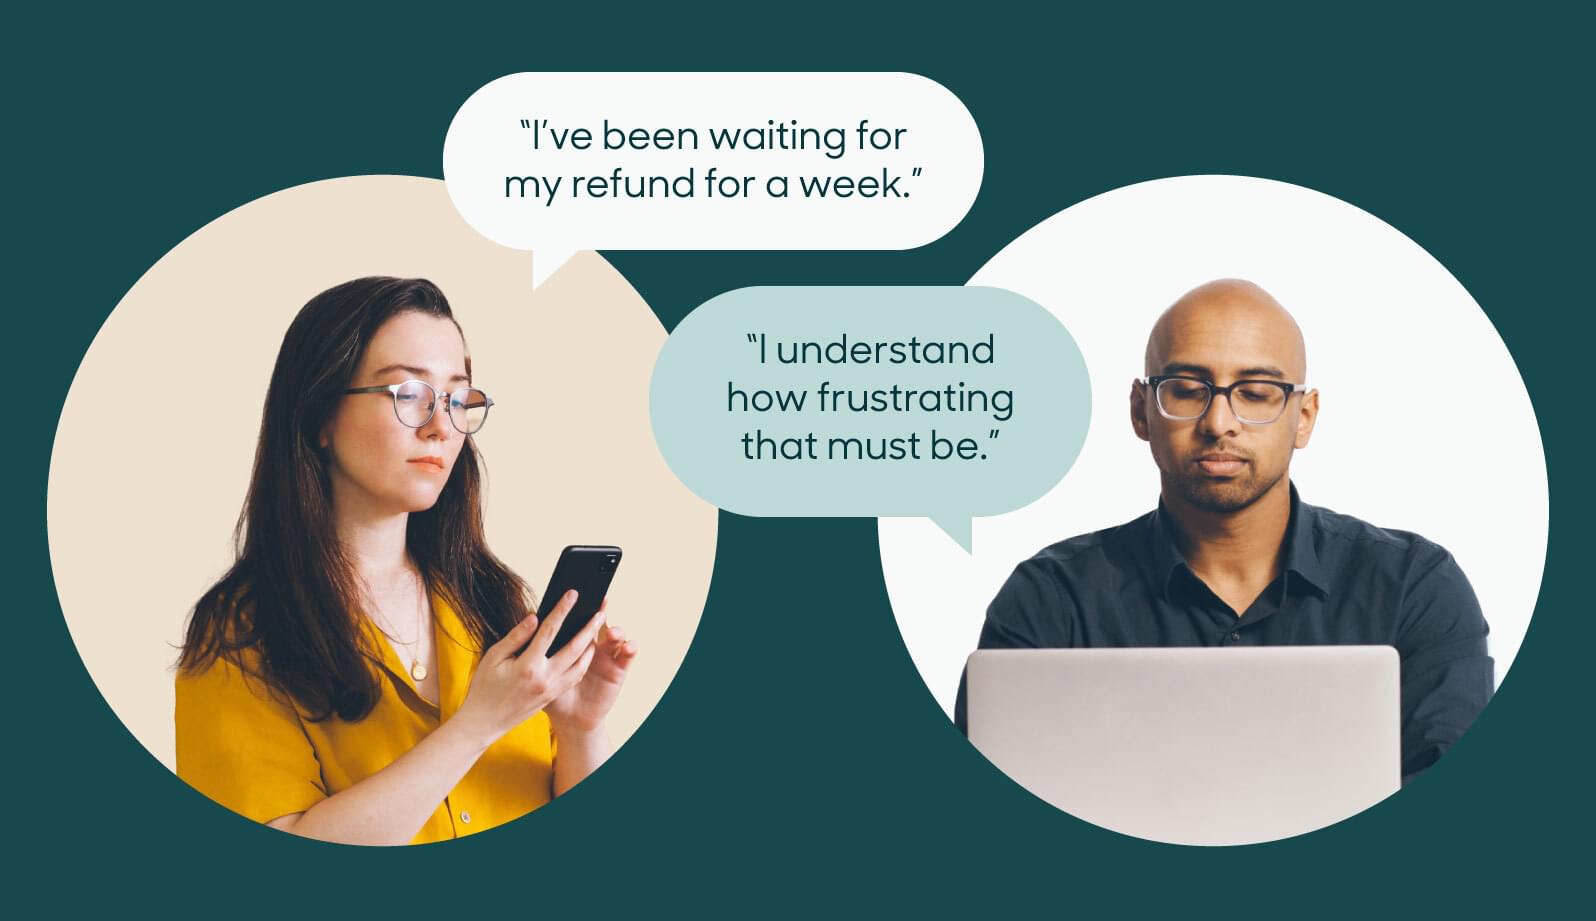 “I’ve been waiting for
my refund for a week.”
“I understand
how frustrating
that must be.”